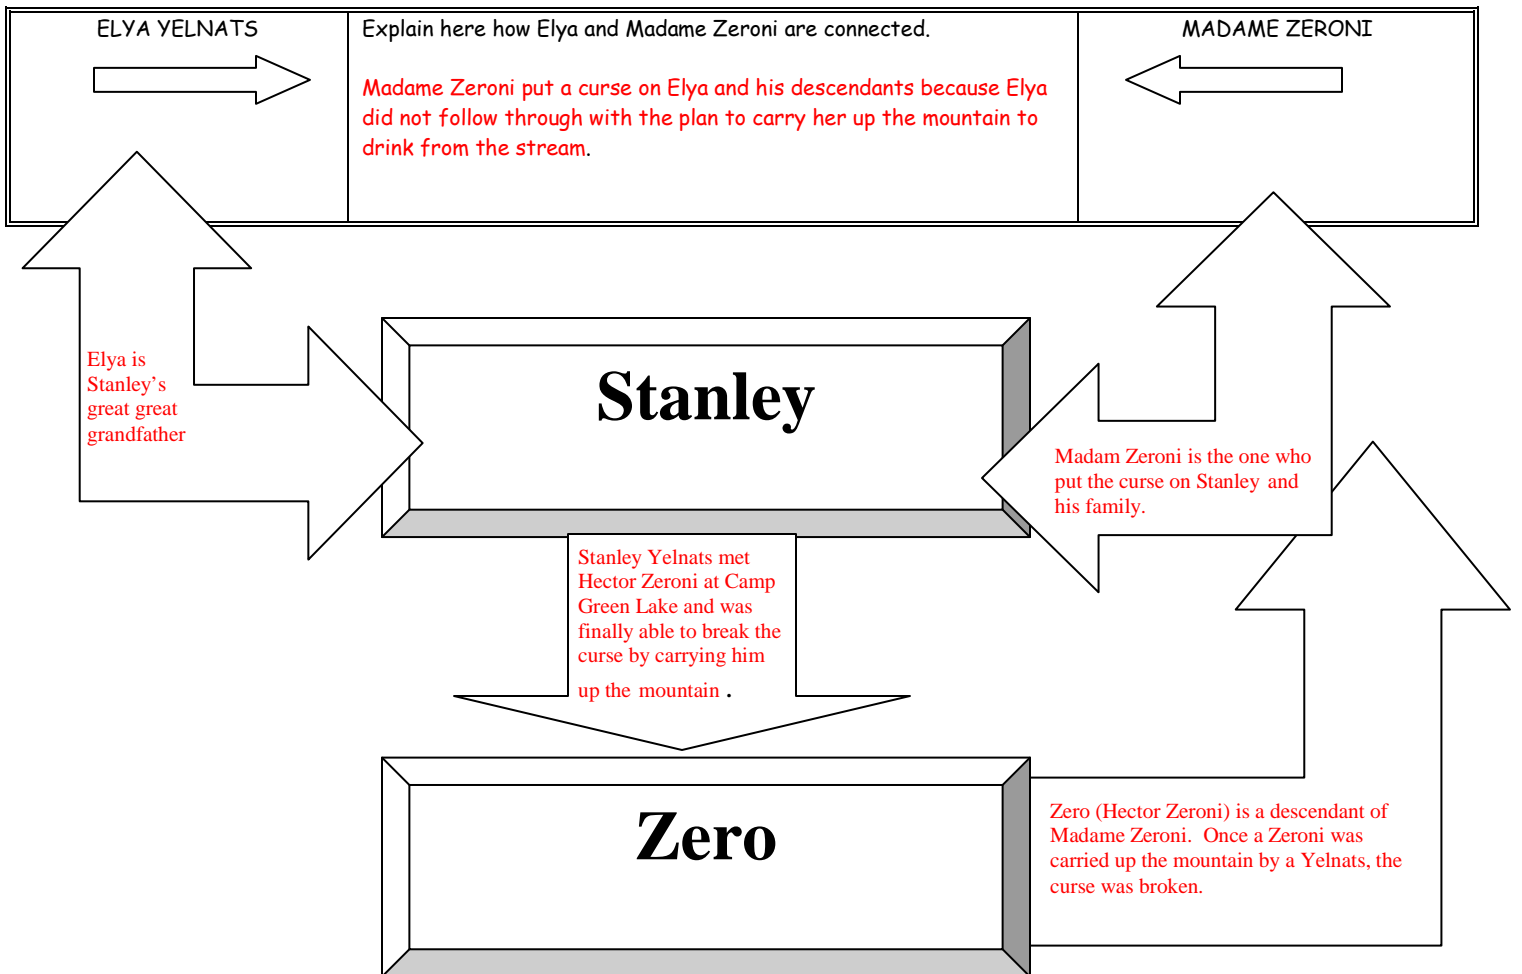 ELYA YELNATS
Explain here how Elya and Madame Zeroni are connected.
MADAME ZERONI
Madame Zeroni put a curse on Elya and his descendants because Elya
did not follow through with the plan to carry her up the mountain to
drink from the stream.
Elya is
Stanley's
great great
grandfather
Stanley
Madam Zeroni is the one who
put the curse on Stanley and
his family.
Stanley Yelnats met
Hector Zeroni at Camp
Green Lake and was
finally able to break the
curse by carrying him
up the mountain .
Zero
Zero (Hector Zeroni) is a descendant of
Madame Zeroni.  Once a Zeroni was
carried up the mountain by a Yelnats, the
curse was broken.